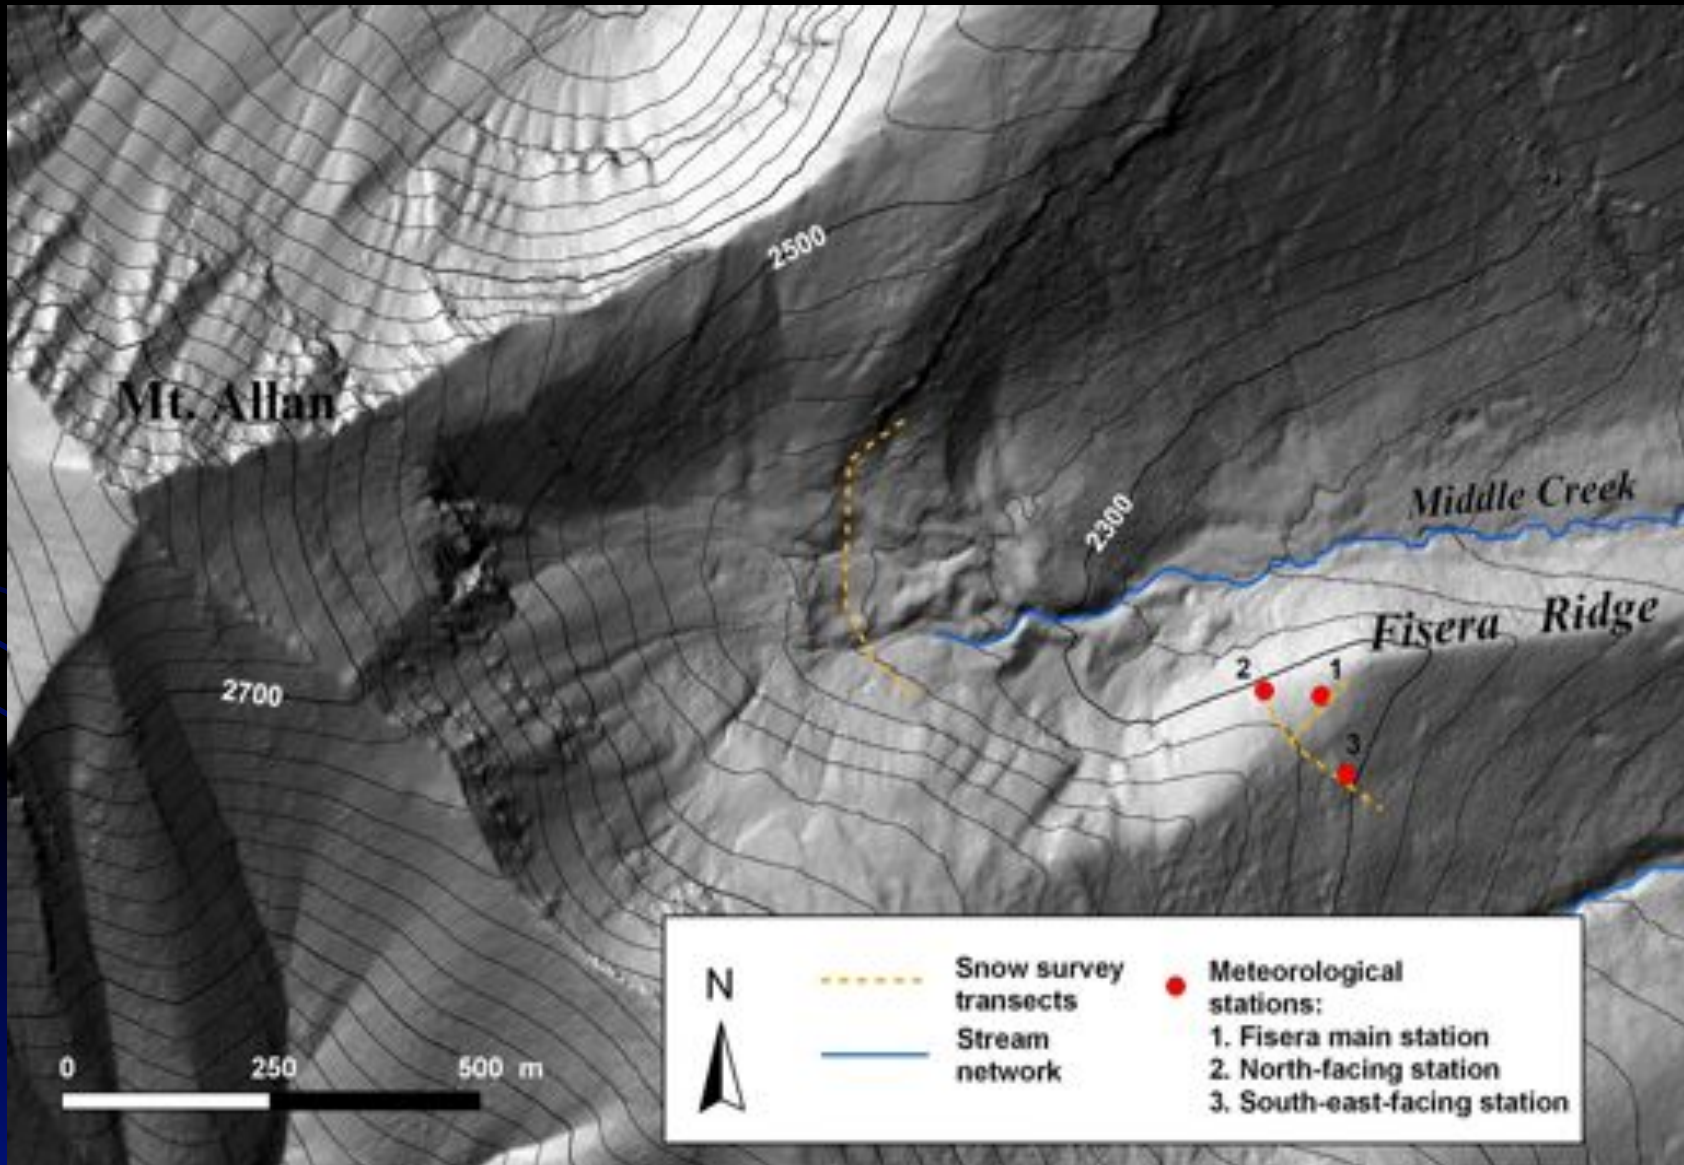 2500
Mt. Allan
Middle Creek
2300
Fisera Ridge
2 1
2700
3
N
Snow survey
transects
Stream
network
Meteorological
stations:
1. Fisera main station
2. North-facing station
3. South-east-facing station
0 250 500 m